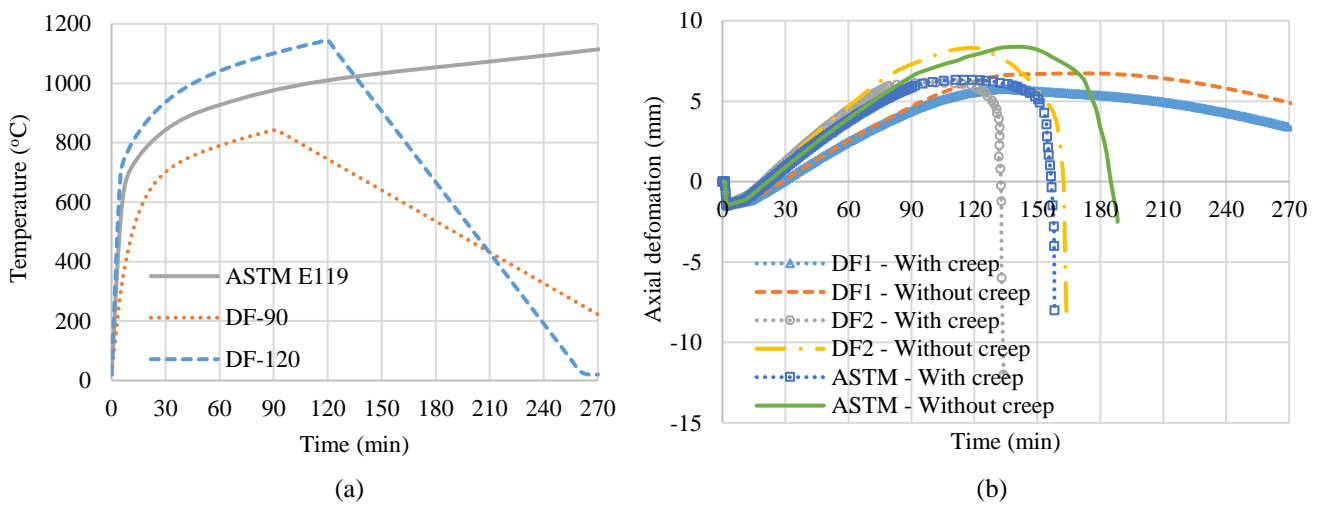 1200
1000
800
600
400
200
0
Temperature (°C)
ASTM E119
DF-90
DF-120
0 30 60 90 120 150 180 210 240 270
Time (min)
(a)
10
5
0
-5
-10
-15
Axial defomation (mm)
0 30 60 90 120 150 180 210 240 270
DF1 - With creep
DF1 - Without creep
DF2 - With creep
DF2 - Without creep
ASTM - With creep
ASTM - Without creep
Time (min)
(b)